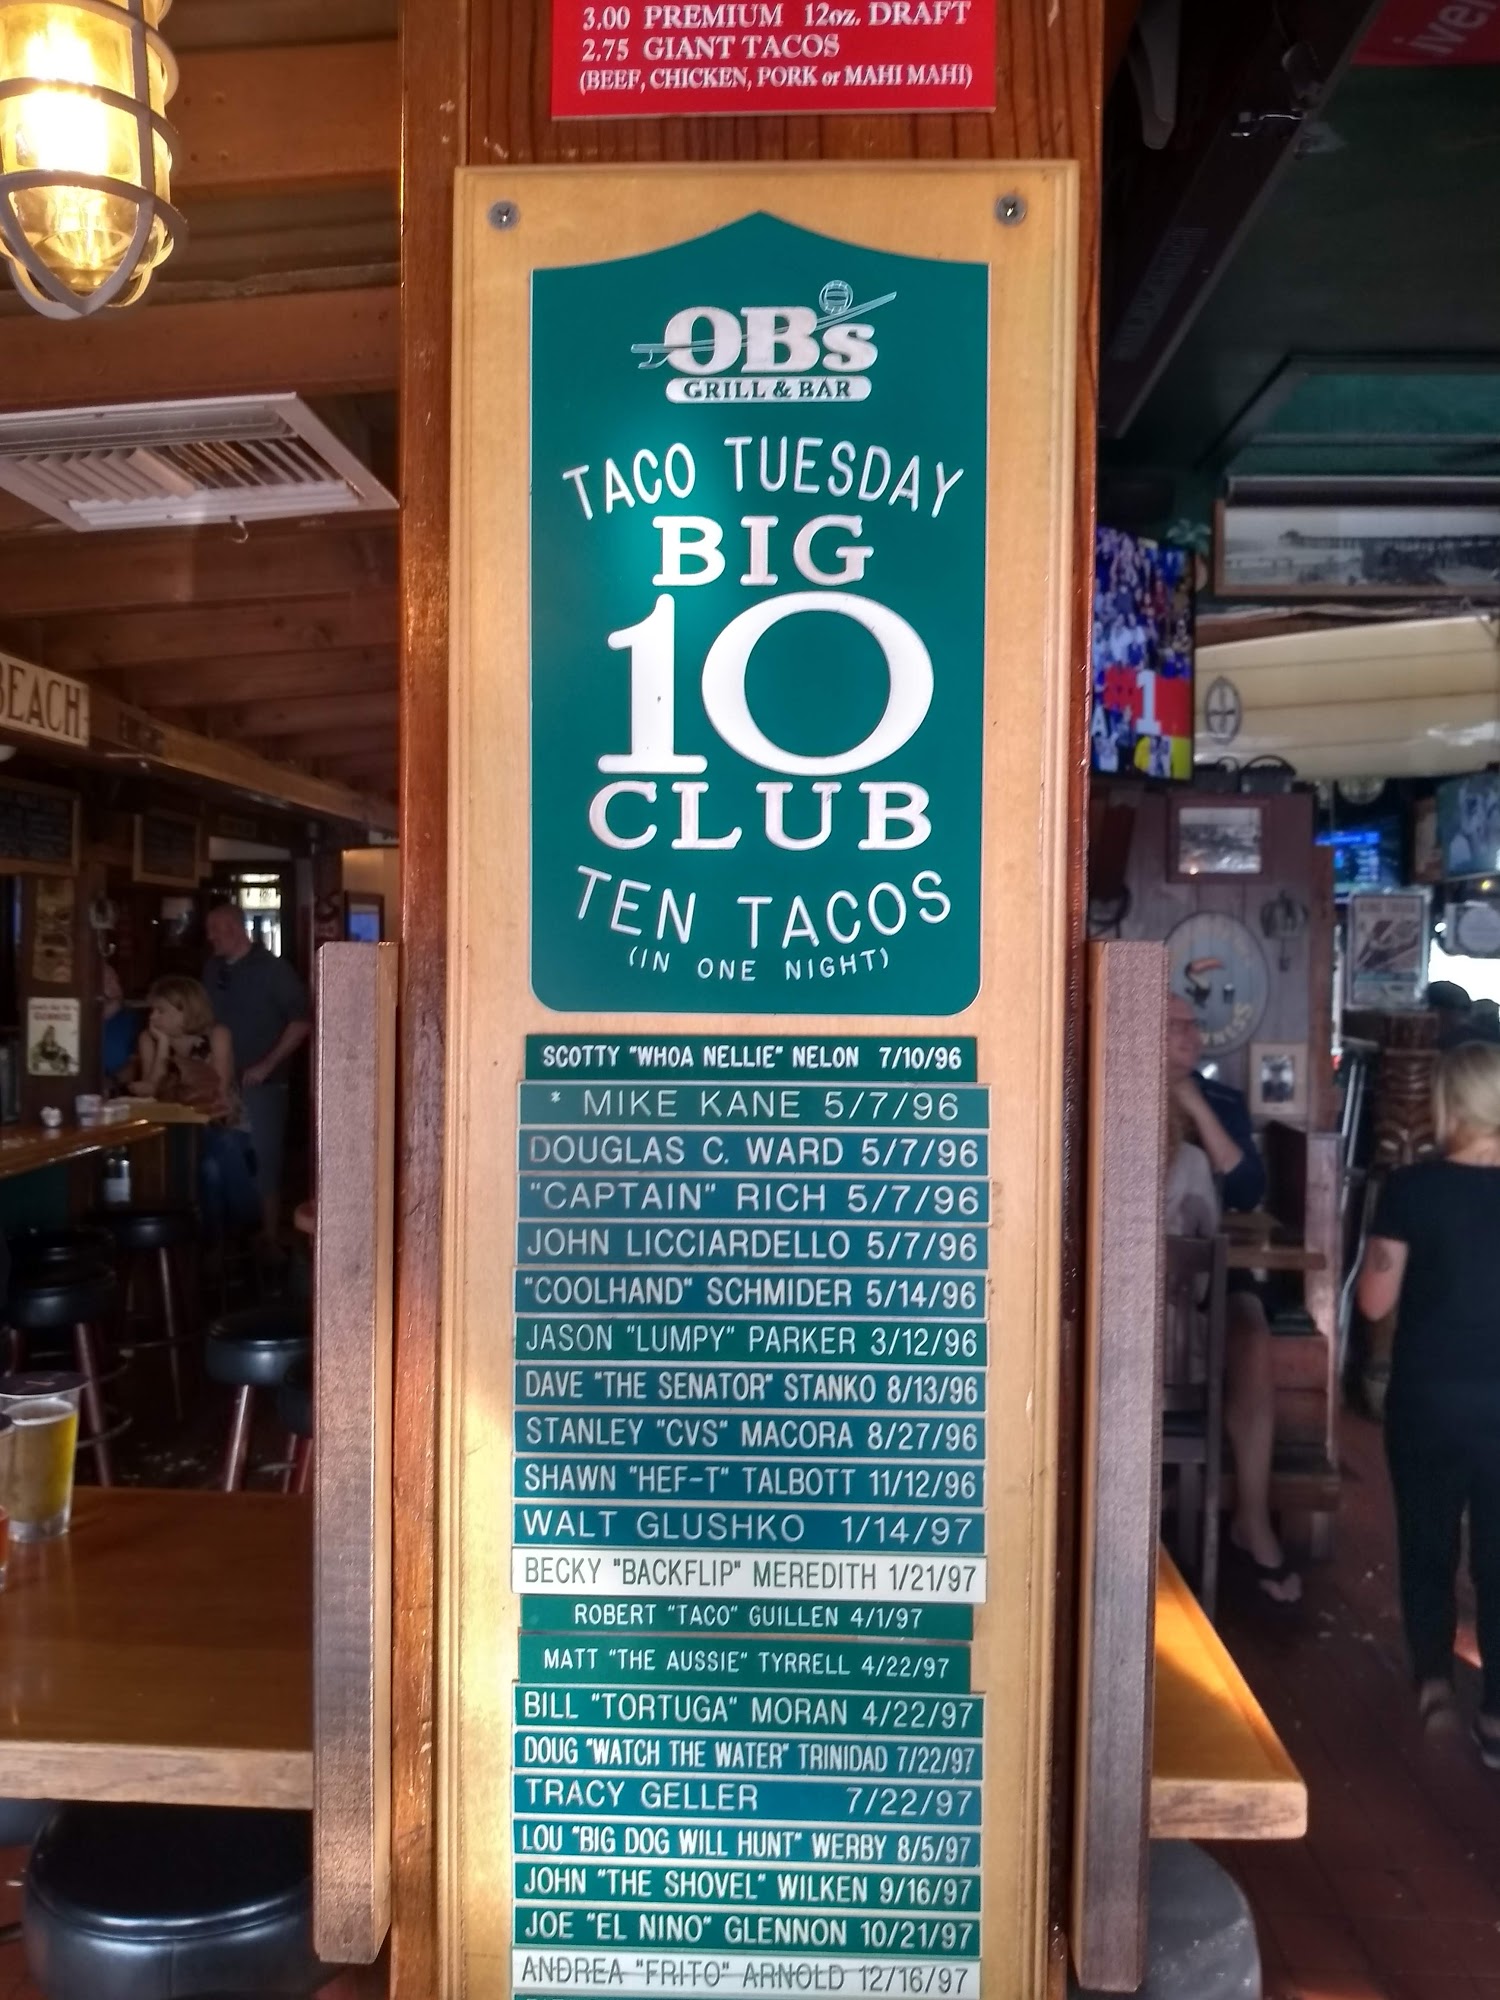 3.00 PREMIUM 12oz. DRAFT
2.75 GIANT TACOS
(BEEF, CHICKEN, PORK or MAHI MAHI)
OB's
GRILL & BAR
TACO TUESDAY
BIG
10
CLUB
TEN TACOS
(IN ONE NIGHT)
SCOTTY "WHOA NELLIE" NELON 7/10/96
* MIKE KANE 5/7/96
DOUGLAS C. WARD 5/7/96
"CAPTAIN" RICH 5/7/96
JOHN LICCIARDELLO 5/7/96
"COOLHAND" SCHMIDER 5/14/96
JASON "LUMPY" PARKER 3/12/96
DAVE "THE SENATOR" STANKO 8/13/96
STANLEY "CVS" MACORA 8/27/96
SHAWN "HEF-T" TALBOTT 11/12/96
WALT GLUSHKO 1/14/97
BECKY "BACKFLIP" MEREDITH 1/21/97
ROBERT "TACO" GUILLEN 4/1/97
MATT "THE AUSSIE" TYRRELL 4/22/97
BILL "TORTUGA" MORAN 4/22/97
DOUG "WATCH THE WATER" TRINIDAD 7/22/97
TRACY GELLER 7/22/97
LOU "BIG DOG WILL HUNT" WERBY 8/5/97
JOHN "THE SHOVEL" WILKEN 9/16/97
JOE "EL NINO" GLENNON 10/21/97
ANDREA "FRITO" ARNOLD 12/16/97
BEACH
#1
GUINNESS